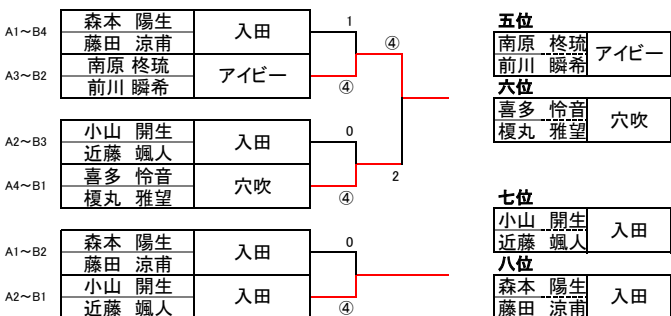 A1～B4 森本 陽生 入田 1
藤田 涼甫
A3～B2 南原 柊琉 アイビー ④
前川 瞬希
④
A2～B3 小山 開生 入田 0
近藤 颯人
A4～B1 喜多 怜音 穴吹 ④
榎丸 雅望
2
A1～B2 森本 陽生 入田 0
藤田 涼甫
A2～B1 小山 開生 入田 ④
近藤 颯人
五位
南原 柊琉 アイビー
前川 瞬希
六位
喜多 怜音 穴吹
榎丸 雅望
七位
小山 開生 入田
近藤 颯人
八位
森本 陽生 入田
藤田 涼甫